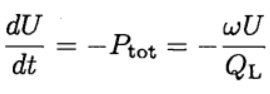 dU/dt = −P_tot = − ωU/Q_L